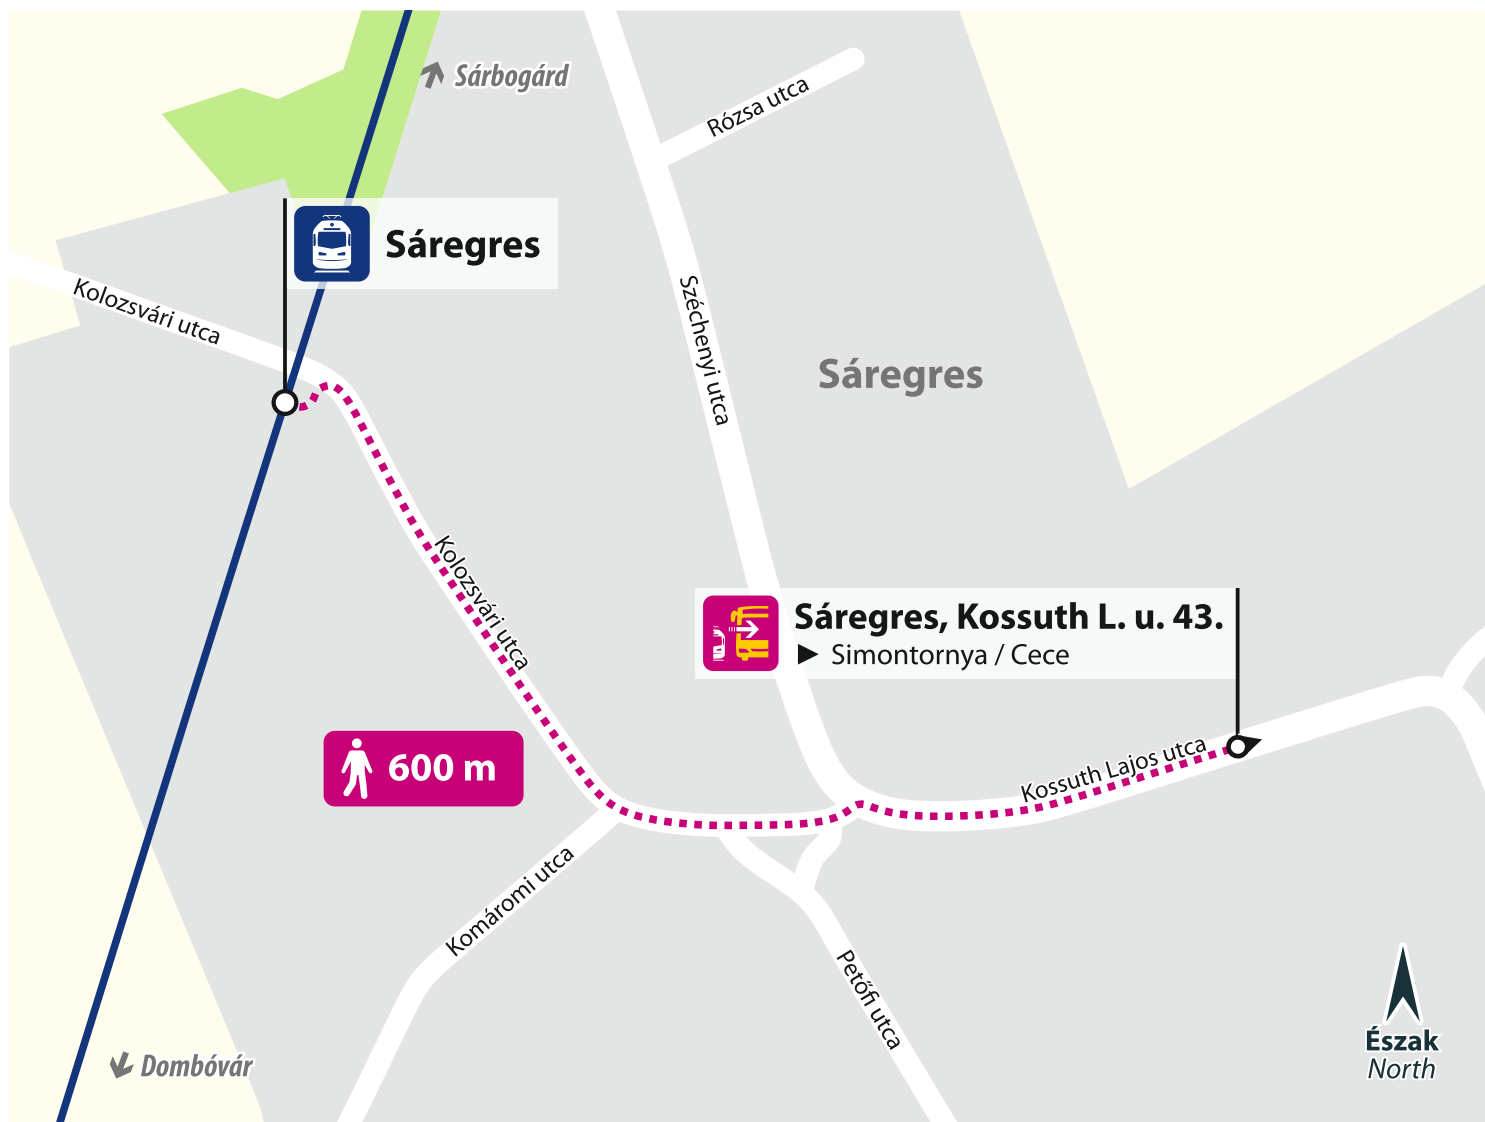 Sárbogárd
Rózsa utca
Sáregres
Kolozsvári utca
Széchenyi utca
Sáregres
Kolozsvári utca
Sáregres, Kossuth L. u. 43.
Simontornya / Cece
600 m
Kossuth Lajos utca
Komáromi utca
Petőfi utca
Dombóvár
Észak
North